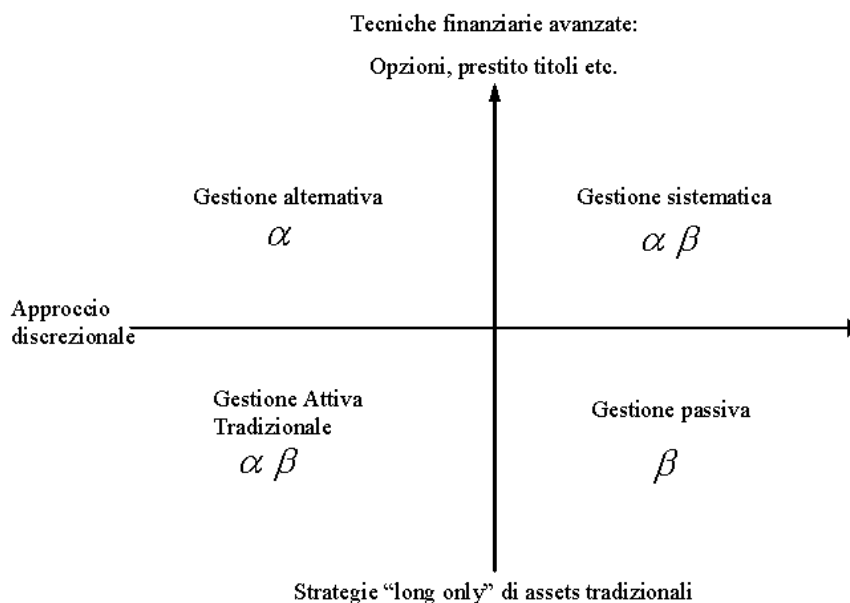 Tecniche finanziarie avanzate:
Opzioni, prestito titoli etc.
Gestione alternativa
α
Gestione sistematica
α β
Approccio
discrezionale
Gestione Attiva
Tradizionale
α β
Gestione passiva
β
Strategie “long only” di assets tradizionali